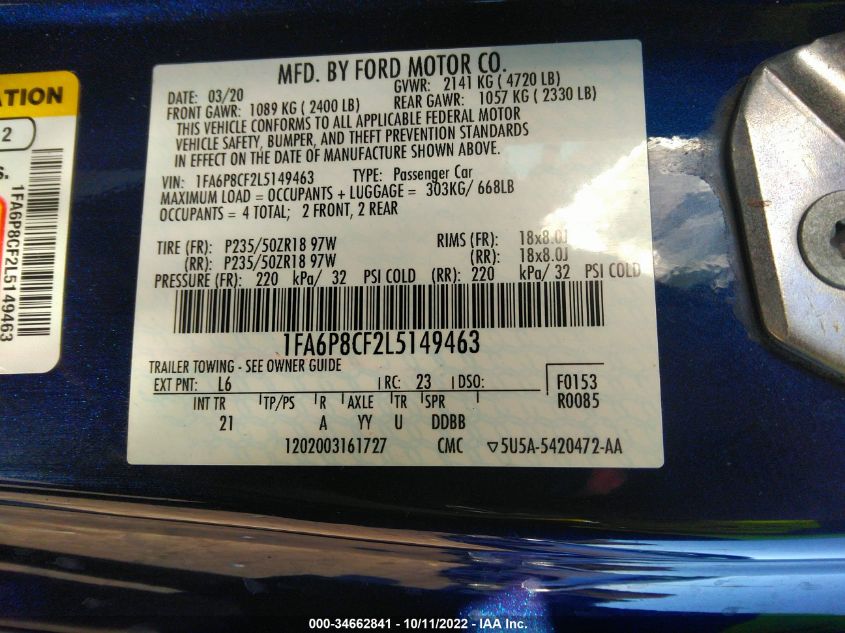 ATION
2
1FA6P8CF2L5149463
MFD. BY FORD MOTOR CO.
DATE: 03/20 GVWR: 2141 KG ( 4720 LB)
FRONT GAWR: 1089 KG ( 2400 LB) REAR GAWR: 1057 KG ( 2330 LB)
THIS VEHICLE CONFORMS TO ALL APPLICABLE FEDERAL MOTOR
VEHICLE SAFETY, BUMPER, AND THEFT PREVENTION STANDARDS
IN EFFECT ON THE DATE OF MANUFACTURE SHOWN ABOVE.
VIN: 1FA6P8CF2L5149463 TYPE: Passenger Car
MAXIMUM LOAD = OCCUPANTS + LUGGAGE = 303KG/ 668LB
OCCUPANTS = 4 TOTAL; 2 FRONT, 2 REAR
TIRE (FR): P235/50ZR18 97W RIMS (FR): 18x8.0J
(RR): P235/50ZR18 97W (RR): 18x8.0J
PRESSURE (FR): 220 kPa/ 32 PSI COLD (RR): 220 kPa/ 32 PSI COLD
1FA6P8CF2L5149463
TRAILER TOWING - SEE OWNER GUIDE
EXT PNT: L6 RC: 23 DSO: F0153
R0085
INT TR TP/PS R AXLE TR SPR
21 A YY U DDBB
1202003161727 CMC ▽5U5A-5420472-AA
000-34662841 - 10/11/2022 - IAA Inc.